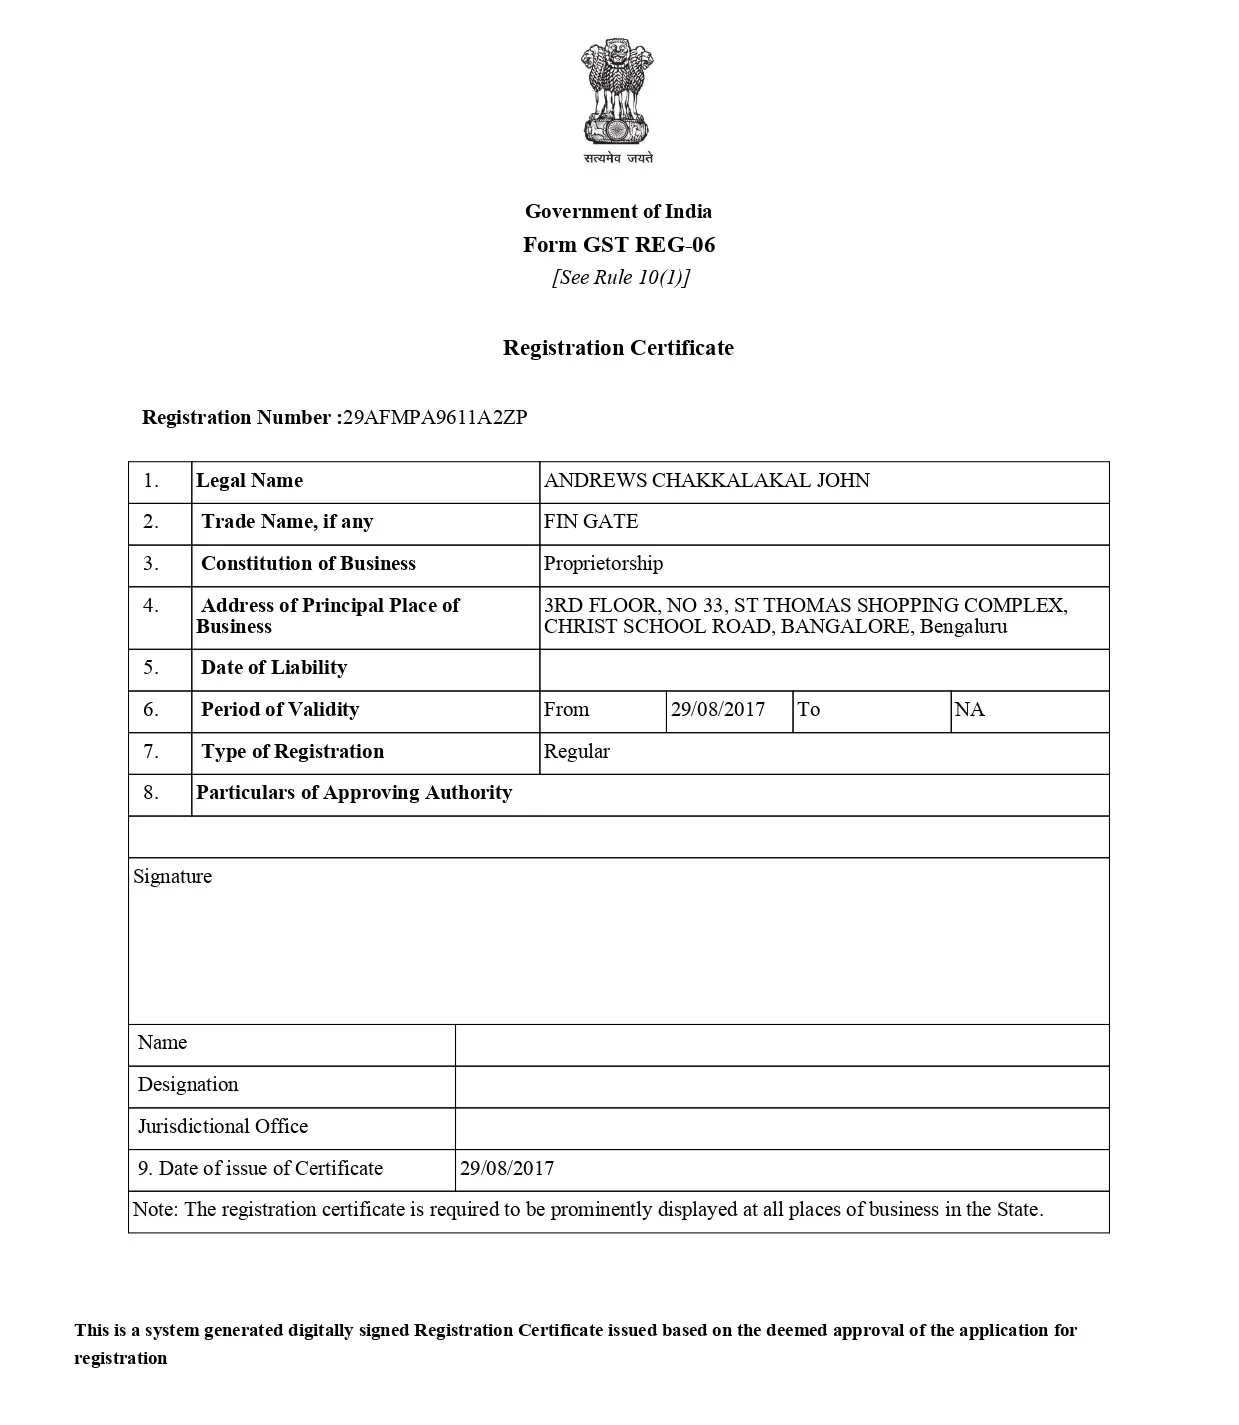 सत्यमेव जयते
Government of India
Form GST REG-06
[See Rule 10(1)]
Registration Certificate
Registration Number :29AFMPA9611A2ZP
1. Legal Name ANDREWS CHAKKALAKAL JOHN
2. Trade Name, if any FIN GATE
3. Constitution of Business Proprietorship
4. Address of Principal Place of
Business
3RD FLOOR, NO 33, ST THOMAS SHOPPING COMPLEX,
CHRIST SCHOOL ROAD, BANGALORE, Bengaluru
5. Date of Liability
6. Period of Validity From 29/08/2017 To NA
7. Type of Registration Regular
8. Particulars of Approving Authority
Signature
Name
Designation
Jurisdictional Office
9. Date of issue of Certificate 29/08/2017
Note: The registration certificate is required to be prominently displayed at all places of business in the State.
This is a system generated digitally signed Registration Certificate issued based on the deemed approval of the application for
registration